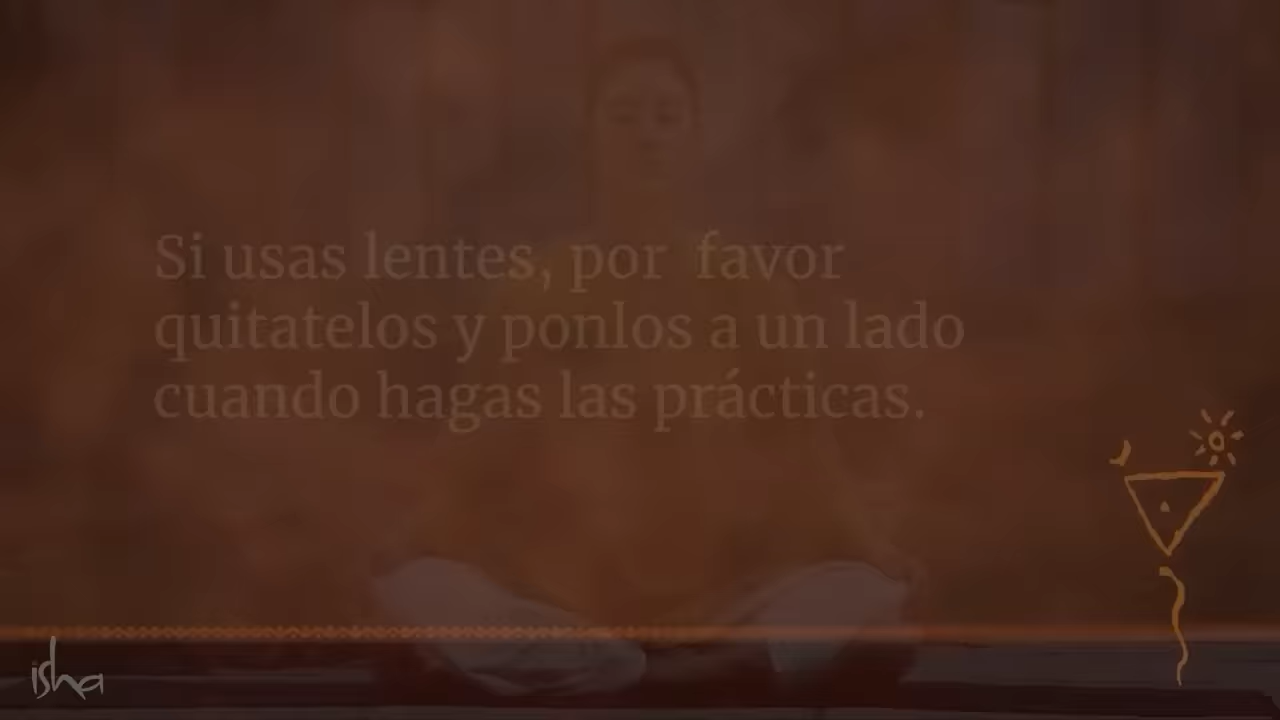 Si usas lentes, por favor
quitatelos y ponlos a un lado
cuando hagas las prácticas.
isha